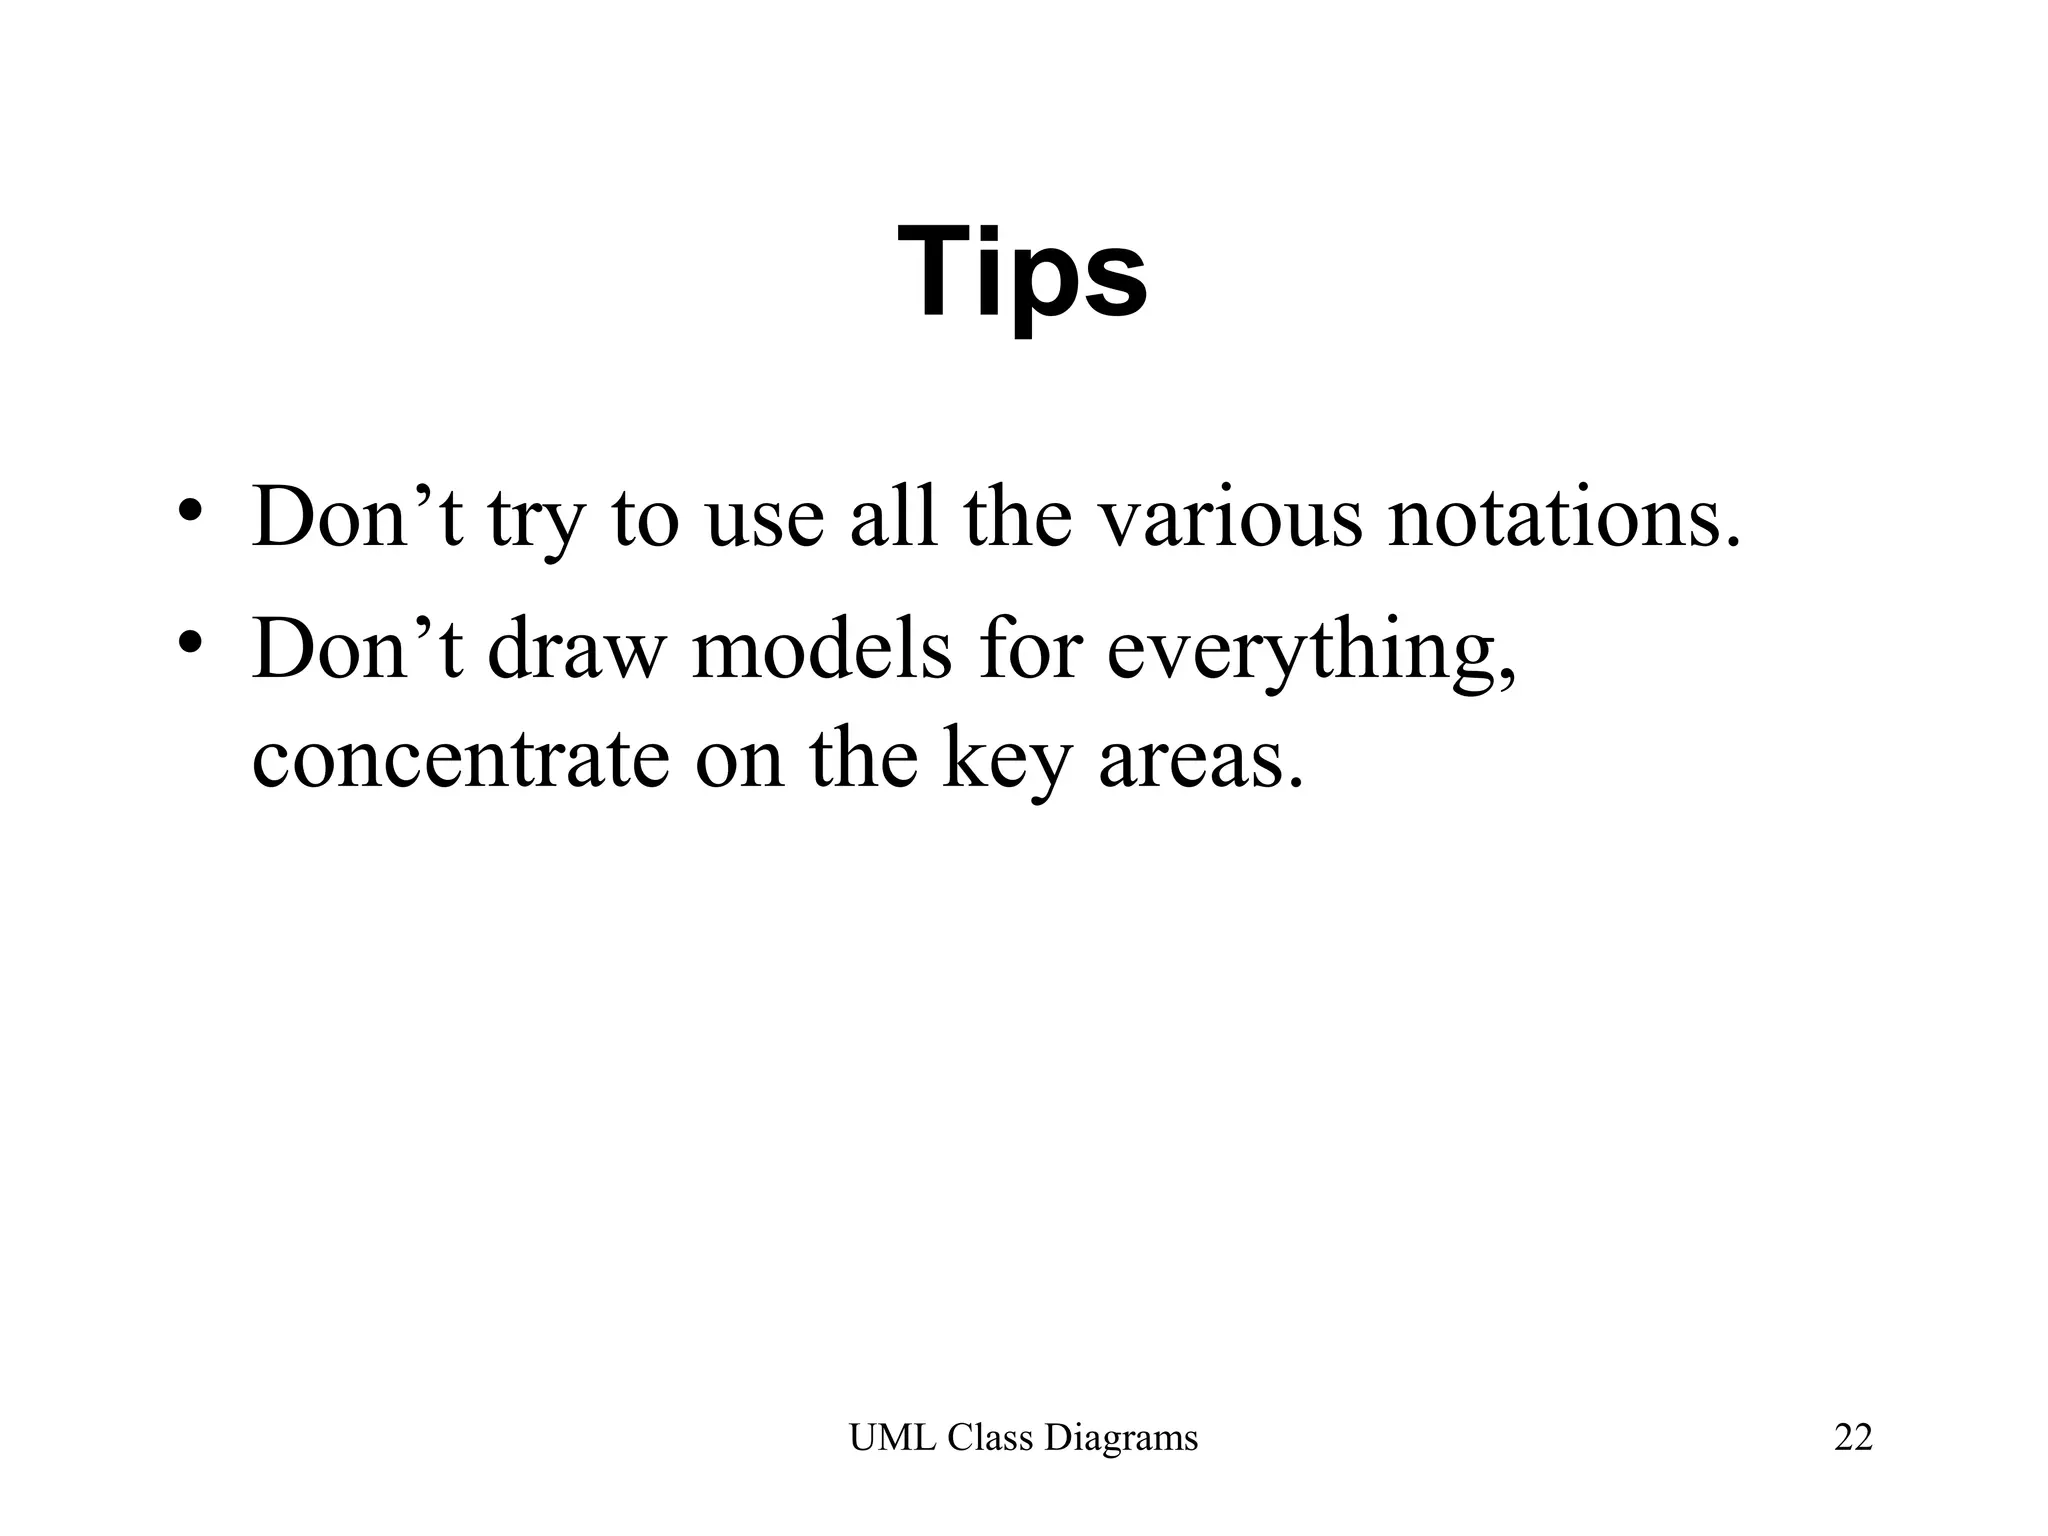 Tips
• Don’t try to use all the various notations.
• Don’t draw models for everything,
concentrate on the key areas.
UML Class Diagrams
22